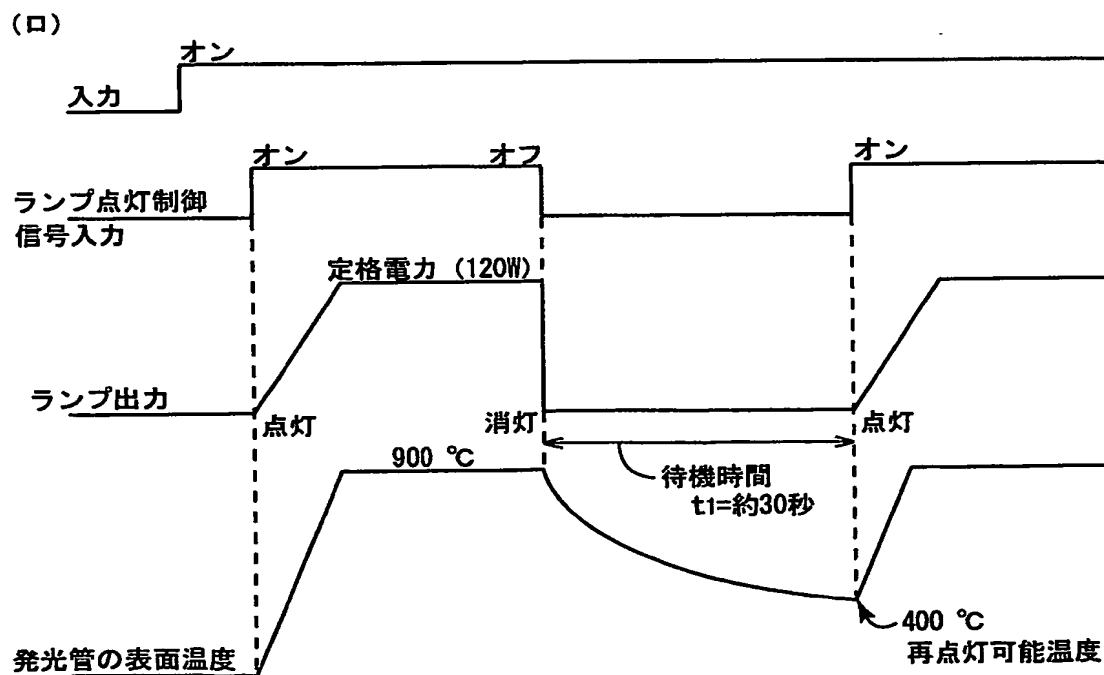 (ロ)
オン
入力
オン
オフ
オン
ランプ点灯制御
信号入力
定格電力 (120W)
ランプ出力
点灯
消灯
点灯
900 ℃
待機時間
t1=約30秒
400 ℃
再点灯可能温度
発光管の表面温度